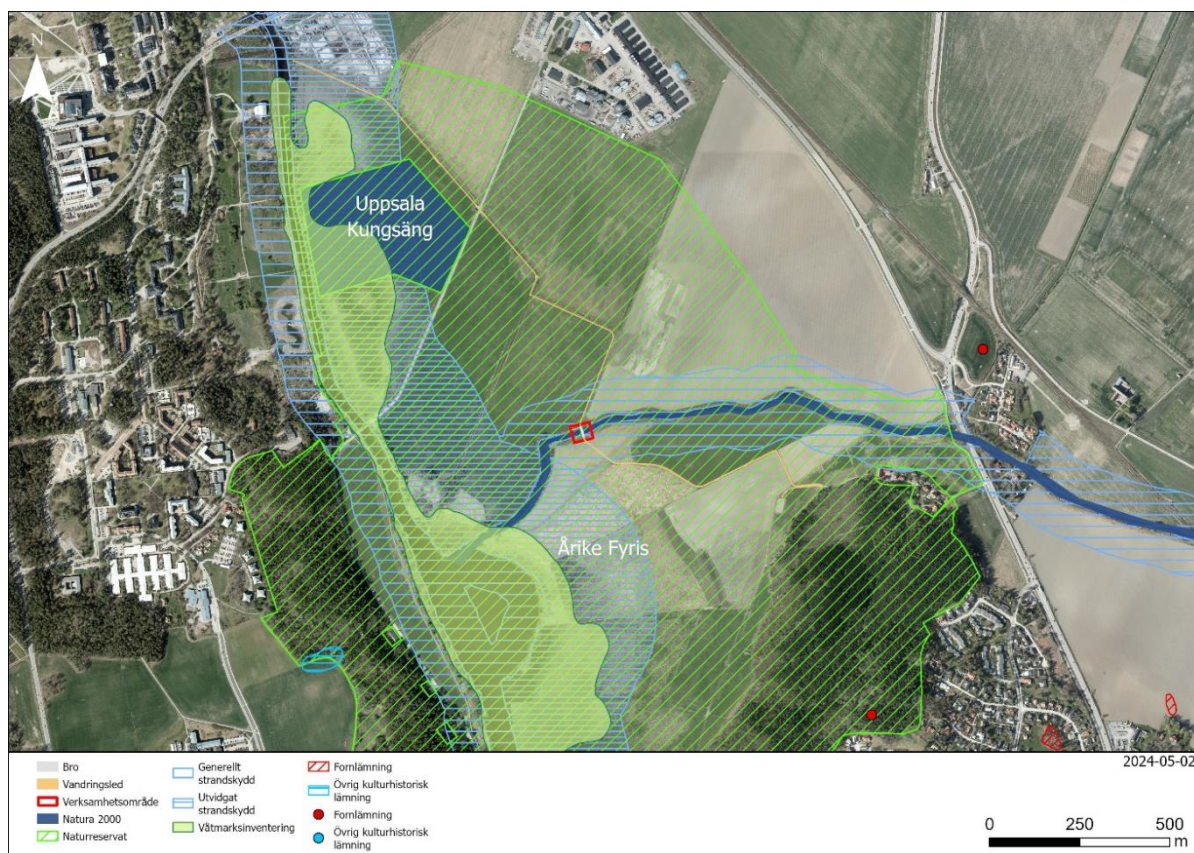 N
Uppsala
Kungsäng
Årike Fyris
2024-05-02
Bro
Vandringsled
Verksamhetsområde
Natura 2000
Naturreservat
Generellt
strandskydd
Utvidgat
strandskydd
Våtmarksinventering
Fornlämning
Övrig kulturhistorisk
lämning
Fornlämning
Övrig kulturhistorisk
lämning
0 250 500
m